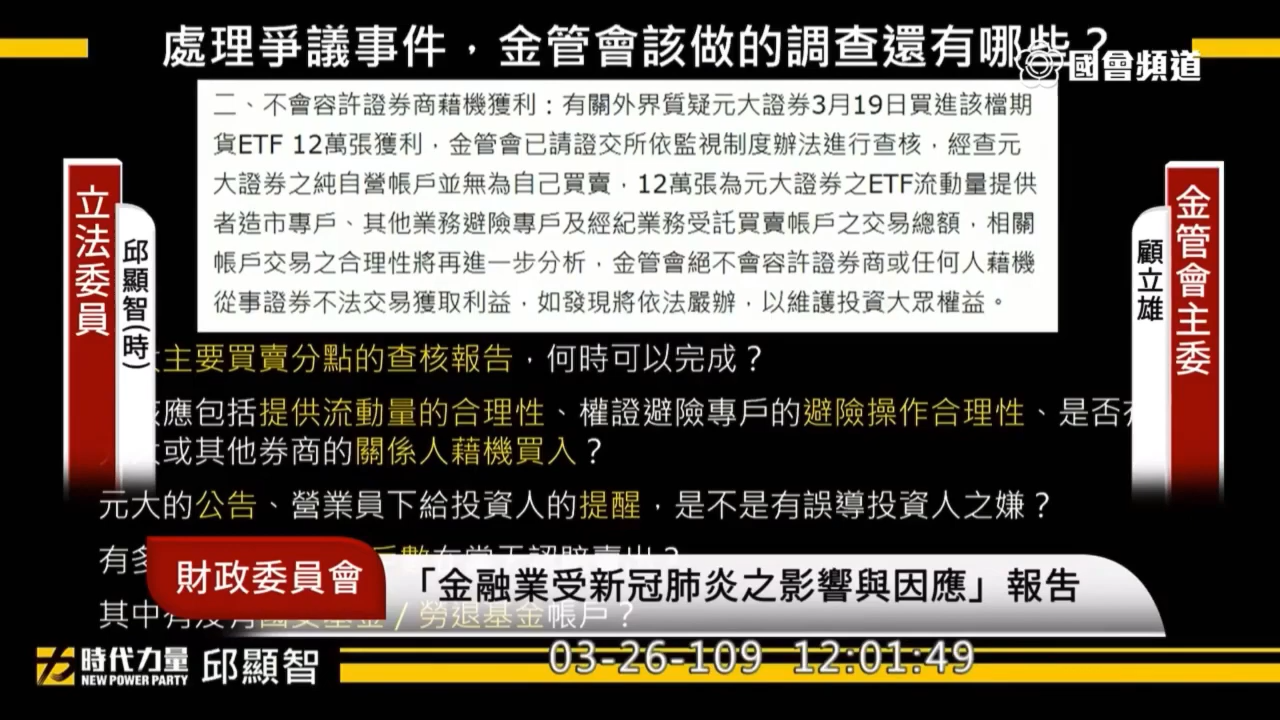 處理爭議事件，金管會該做的調查還有哪些？
國會頻道
二、不會容許證券商藉機獲利：有關外界質疑元大證券3月19日買進該檔期
貨ETF 12萬張獲利，金管會已請證交所依監視制度辦法進行查核，經查元
大證券之純自營帳戶並無為自己買賣，12萬張為元大證券之ETF流動量提供
者造市專戶、其他業務避險專戶及經紀業務受託買賣帳戶之交易總額，相關
帳戶交易之合理性將再進一步分析，金管會絕不會容許證券商或任何人藉機
從事證券不法交易獲取利益，如發現將依法嚴辦，以維護投資大眾權益。
立法委員
邱顯智(時)
金管會主委
顧立雄
主要買賣分點的查核報告，何時可以完成？
應包括提供流動量的合理性、權證避險專戶的避險操作合理性、是否
或其他券商的關係人藉機買入？
元大的公告、營業員下給投資人的提醒，是不是有誤導投資人之嫌？
有多
財政委員會
「金融業受新冠肺炎之影響與因應」報告
其中有沒有國安基金／勞退基金帳戶？
時代力量
NEW POWER PARTY
邱顯智
03-26-109 12:01:49